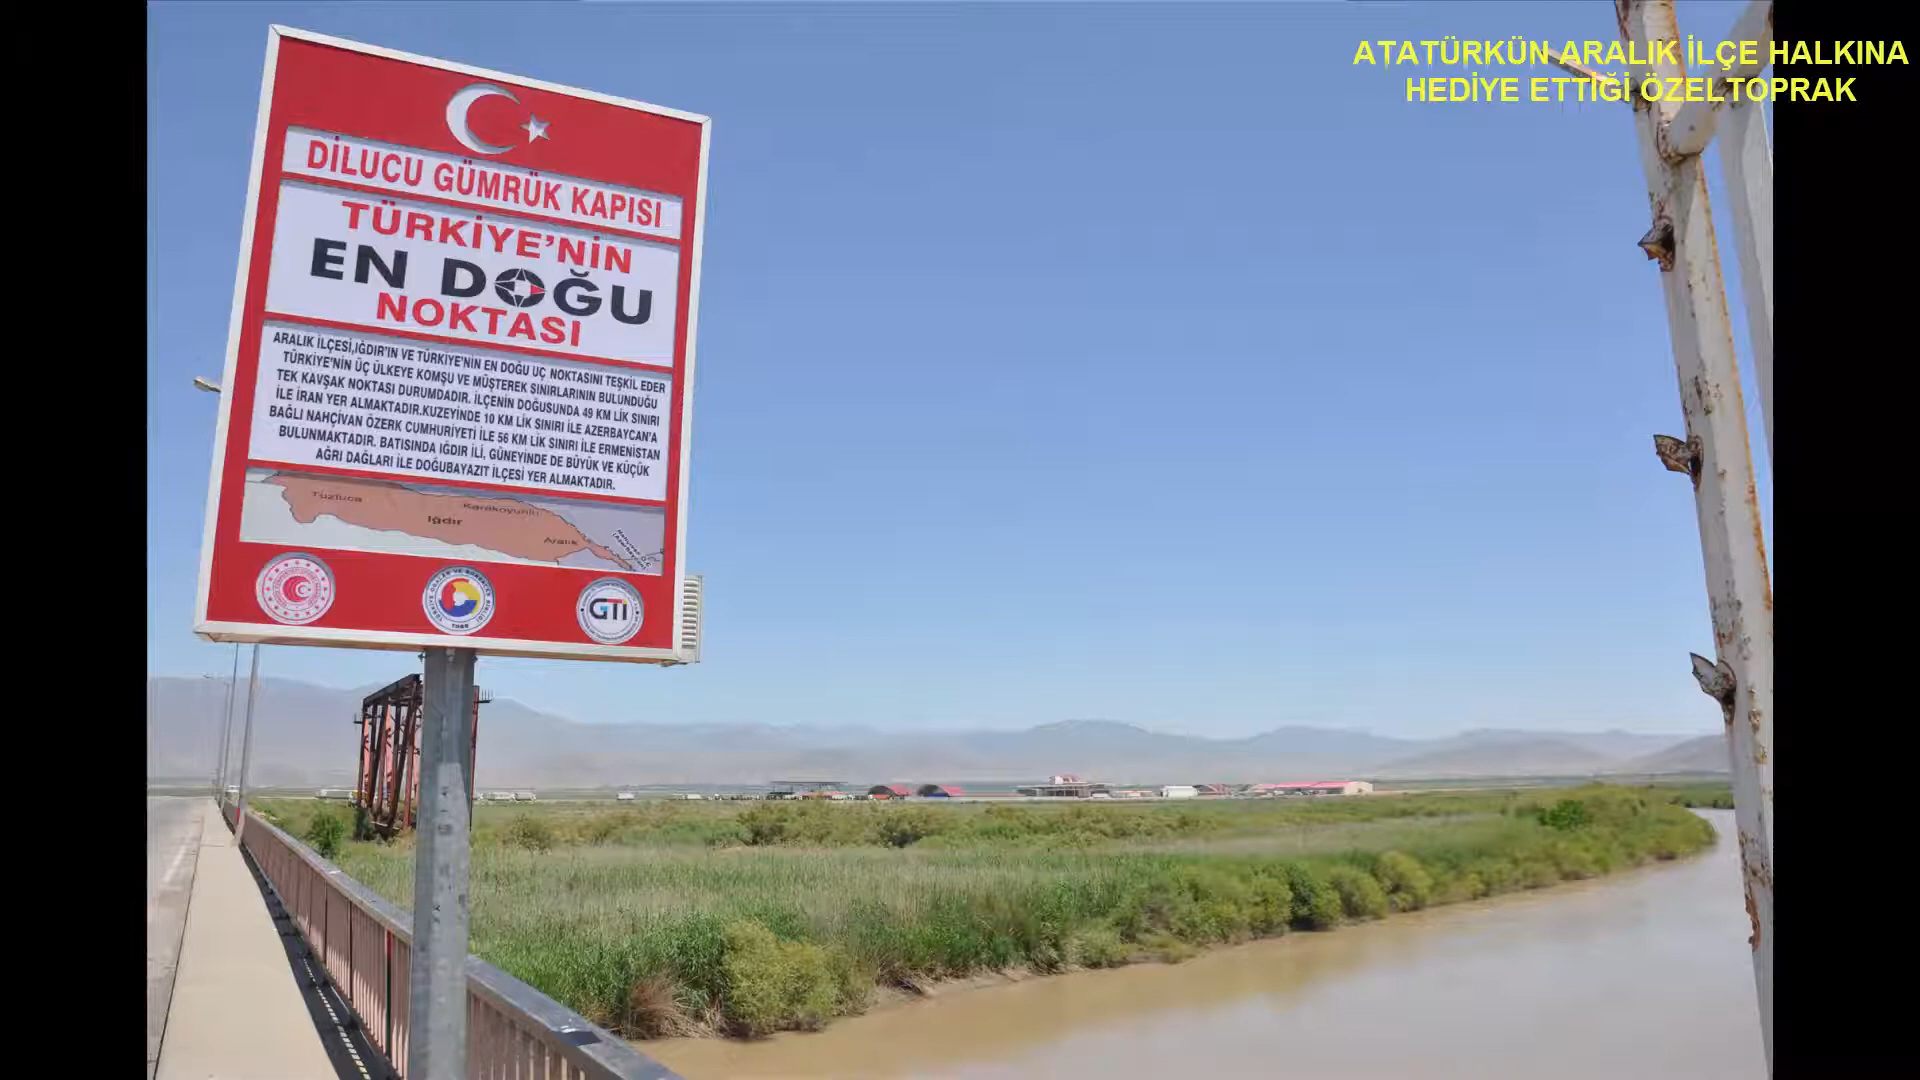 ATATÜRKÜN ARALIK İLÇE HALKINA
HEDİYE ETTİĞİ ÖZELTOPRAK
DİLUCU GÜMRÜK KAPISI
TÜRKİYE'NİN
EN DOĞU
NOKTASI
ARALIK İLÇESİ,IĞDIR'IN VE TÜRKİYE'NİN EN DOĞU UÇ NOKTASINI TEŞKİL EDER
TÜRKİYE'NİN ÜÇ ÜLKEYE KOMŞU VE MÜŞTEREK SINIRLARININ BULUNDUĞU
TEK KAVŞAK NOKTASI DURUMDADIR. İLÇENİN DOĞUSUNDA 49 KM LİK SINIRI
İLE İRAN YER ALMAKTADIR.KUZEYİNDE 10 KM LİK SINIRI İLE AZERBAYCAN'A
BAĞLI NAHÇİVAN ÖZERK CUMHURİYETİ İLE 56 KM LİK SINIRI İLE ERMENİSTAN
BULUNMAKTADIR. BATISINDA IĞDIR İLİ, GÜNEYİNDE DE BÜYÜK VE KÜÇÜK
AĞRI DAĞLARI İLE DOĞUBAYAZIT İLÇESİ YER ALMAKTADIR.
Tuzluca
Karakoyunlu
Iğdır
Aralık
GTI